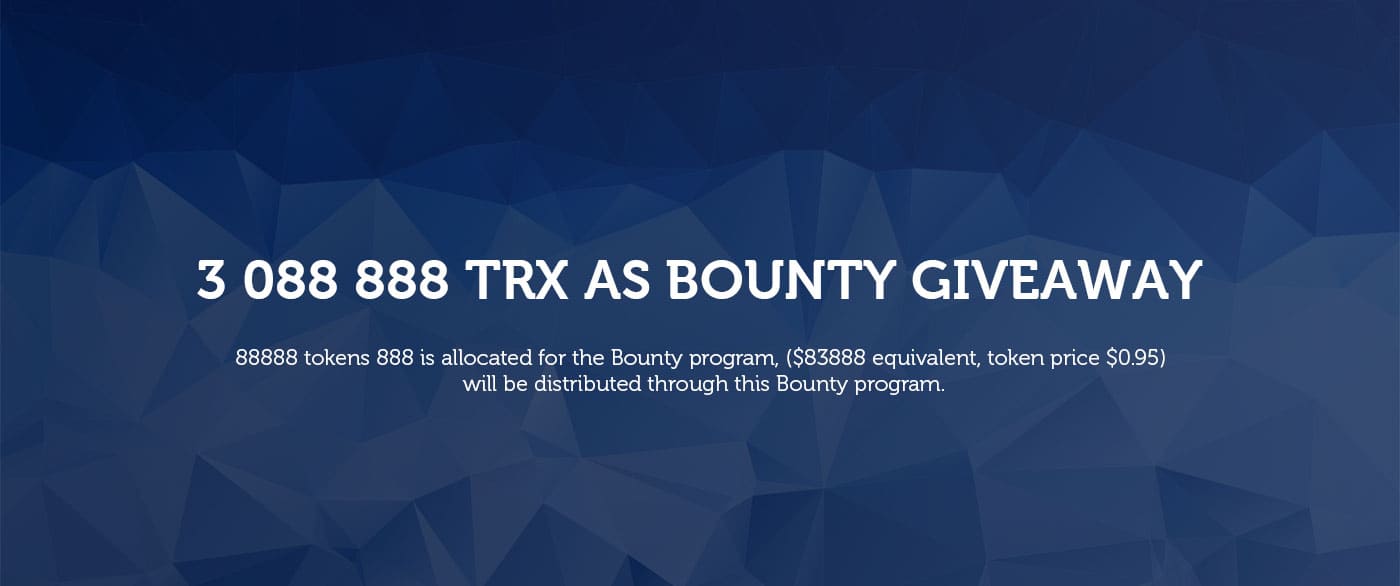 3 088 888 TRX AS BOUNTY GIVEAWAY
88888 tokens 888 is allocated for the Bounty program, ($83888 equivalent, token price $0.95)
will be distributed through this Bounty program.